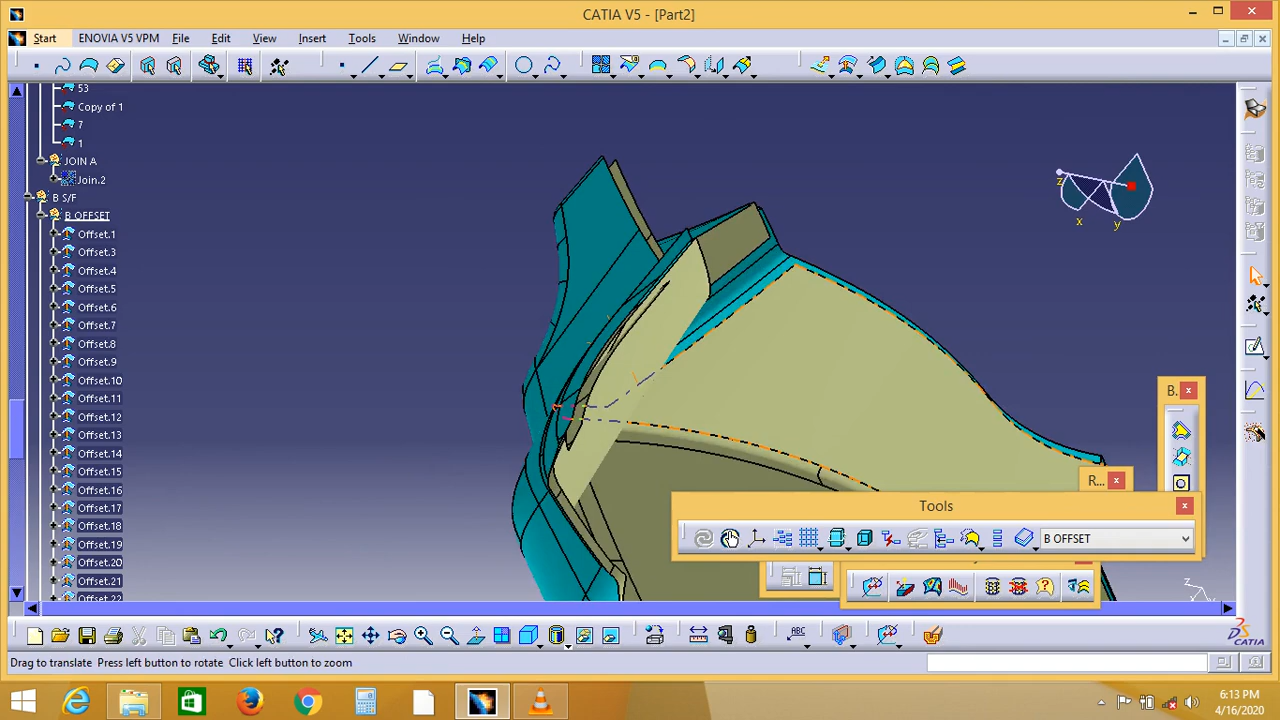 CATIA V5 - [Part2]
Start
ENOVIA V5 VPM
File
Edit
View
Insert
Tools
Window
Help
53
Copy of 1
7
1
JOIN A
Join.2
B S/F
B OFFSET
Offset.1
Offset.3
Offset.4
Offset.5
Offset.6
Offset.7
Offset.8
Offset.9
Offset.10
Offset.11
Offset.12
Offset.13
Offset.14
Offset.15
Offset.16
Offset.17
Offset.18
Offset.19
Offset.20
Offset.21
Offset.22
z
x
y
B.
R...
Tools
B OFFSET
z
ABC
Drag to translate Press left button to rotate Click left button to zoom
6:13 PM
4/16/2020